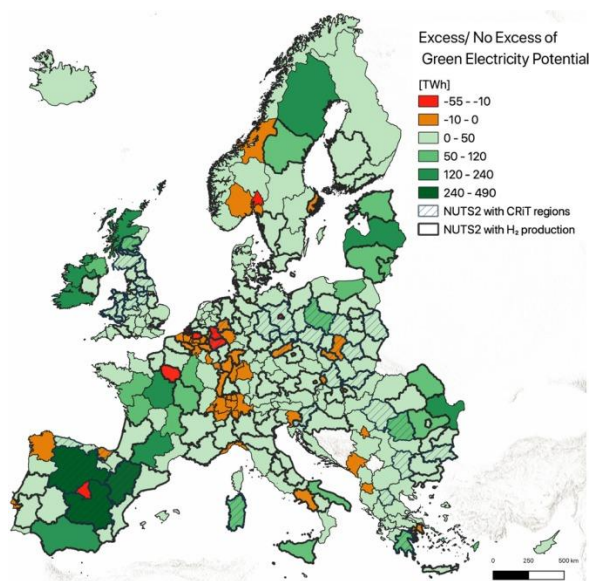 Excess/ No Excess of
Green Electricity Potential
[TWh]
-55 - -10
-10 - 0
0 - 50
50 - 120
120 - 240
240 - 490
NUTS2 with CRiT regions
NUTS2 with H₂ production
0 250 500 km